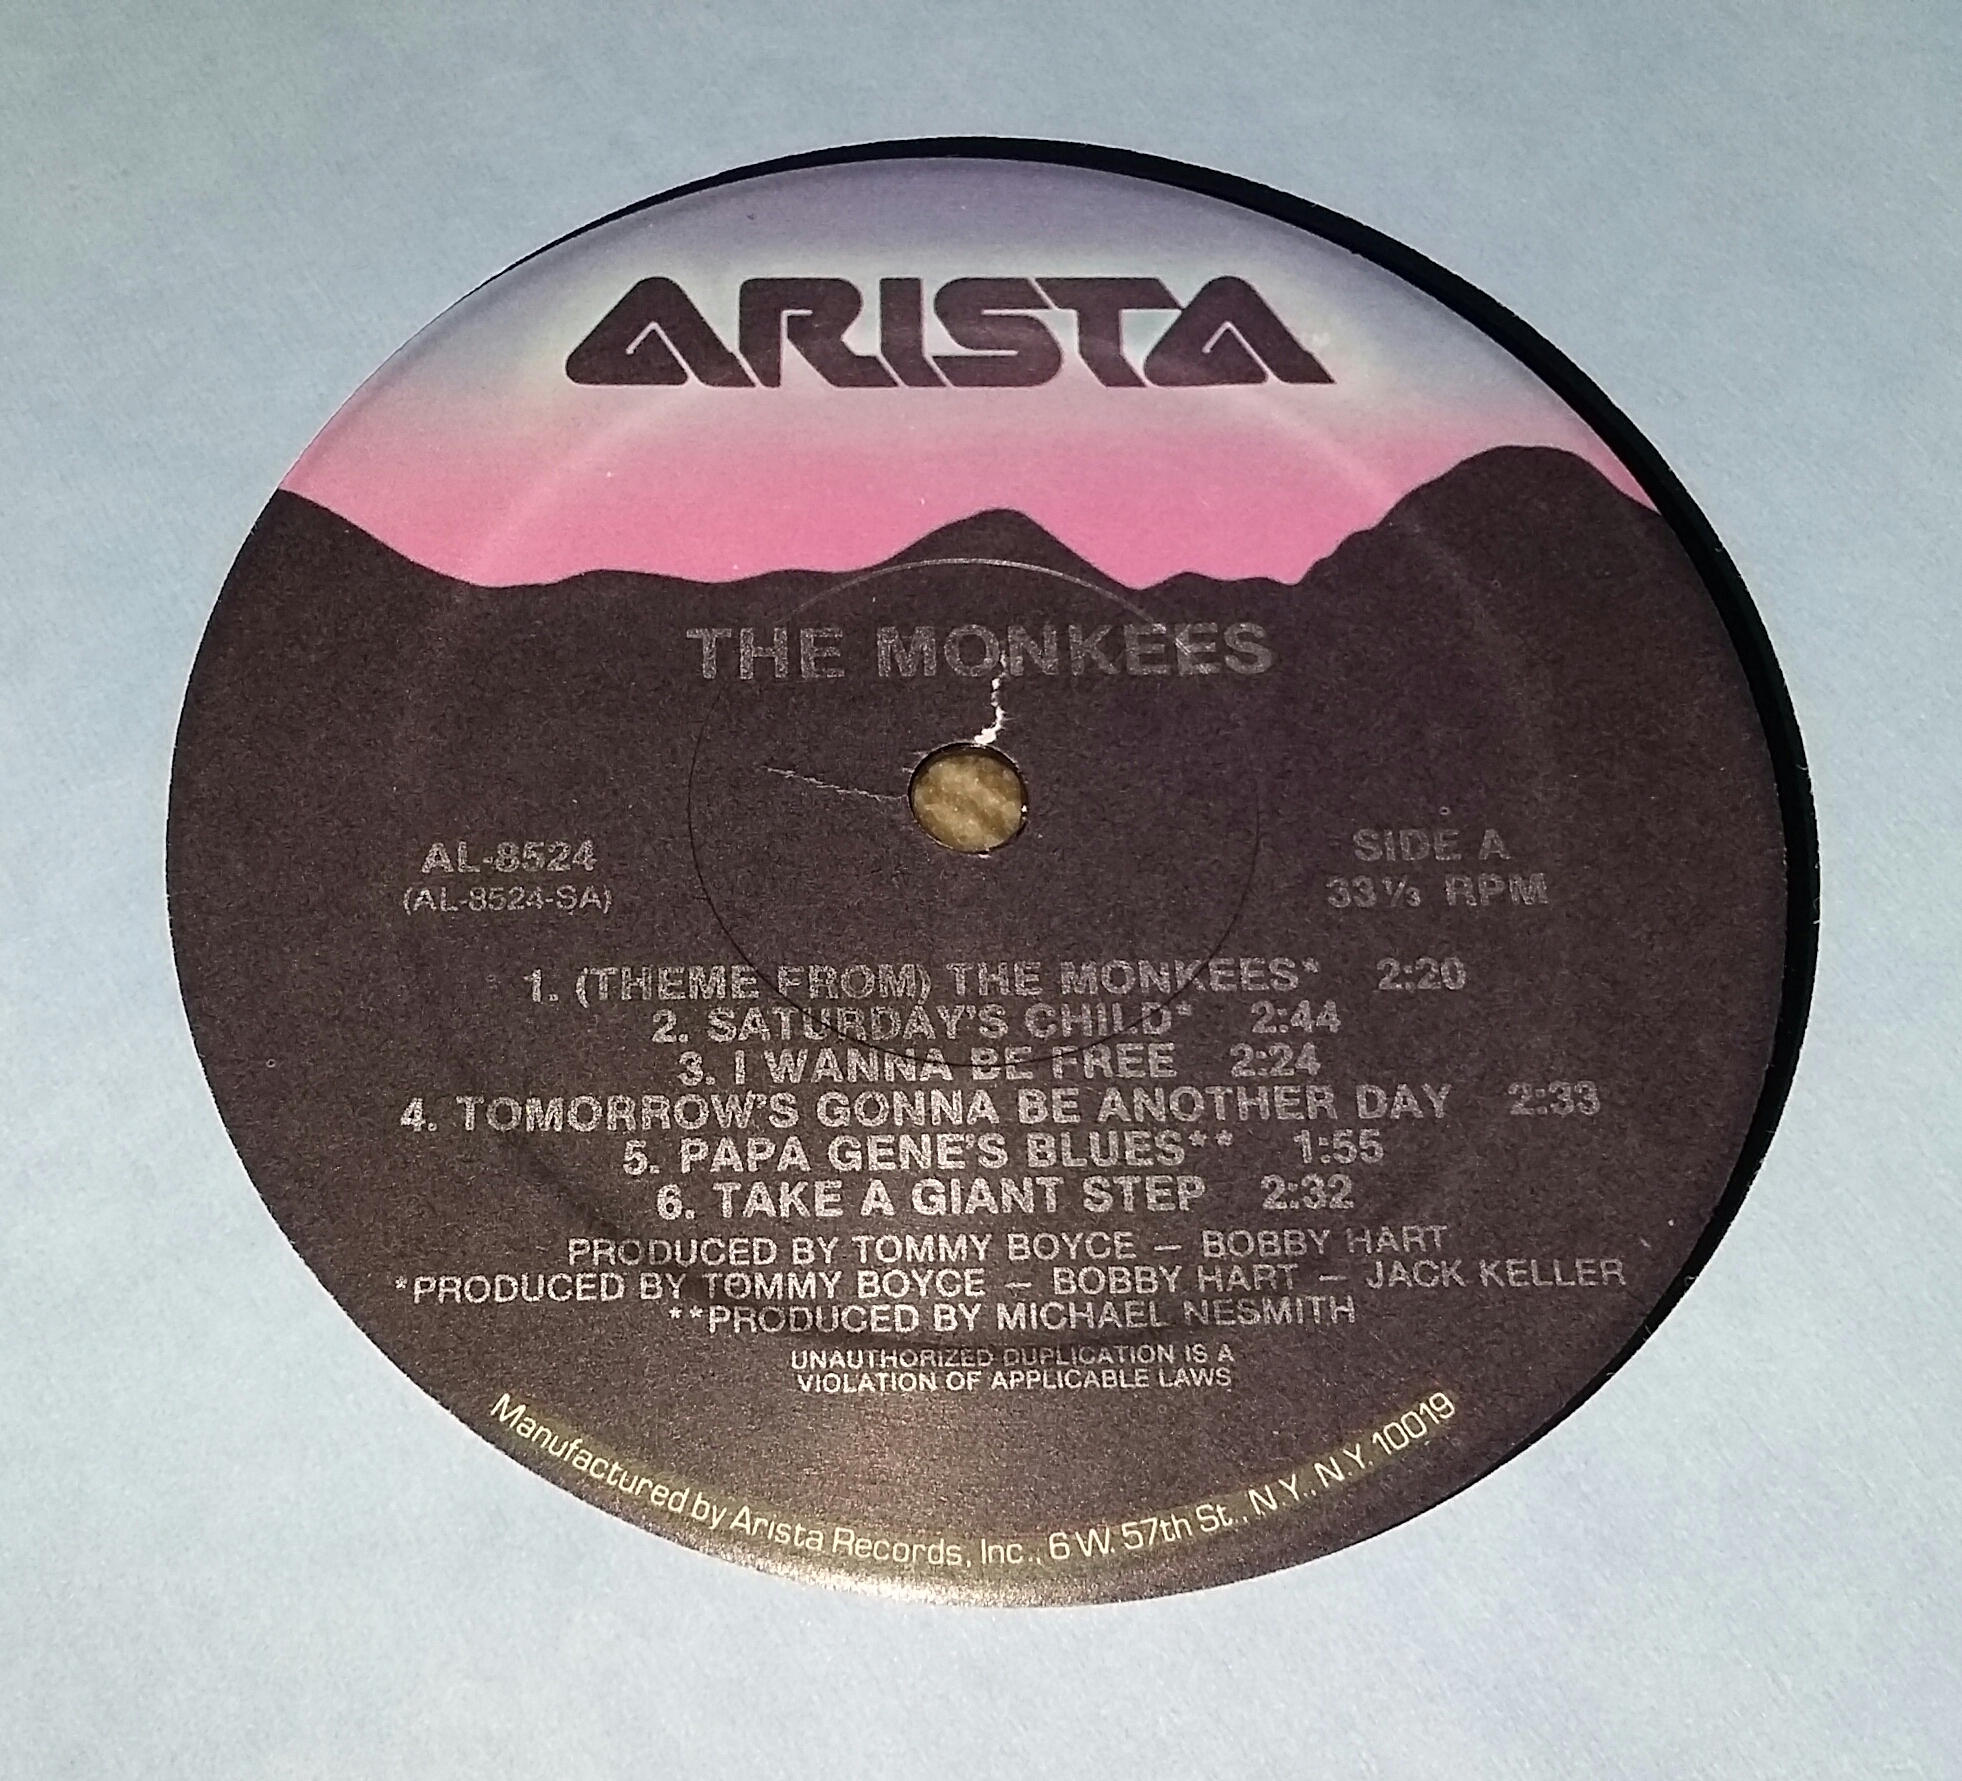 ARISTA
THE MONKEES
AL-8524
(AL-8524-SA)
SIDE A
33⅓ RPM
1. (THEME FROM) THE MONKEES* 2:20
2. SATURDAY'S CHILD* 2:44
3. I WANNA BE FREE 2:24
4. TOMORROW'S GONNA BE ANOTHER DAY 2:33
5. PAPA GENE'S BLUES** 1:55
6. TAKE A GIANT STEP 2:32
PRODUCED BY TOMMY BOYCE — BOBBY HART
*PRODUCED BY TOMMY BOYCE — BOBBY HART — JACK KELLER
**PRODUCED BY MICHAEL NESMITH
UNAUTHORIZED DUPLICATION IS A
VIOLATION OF APPLICABLE LAWS
Manufactured by Arista Records, Inc., 6 W. 57th St., N.Y., N.Y. 10019